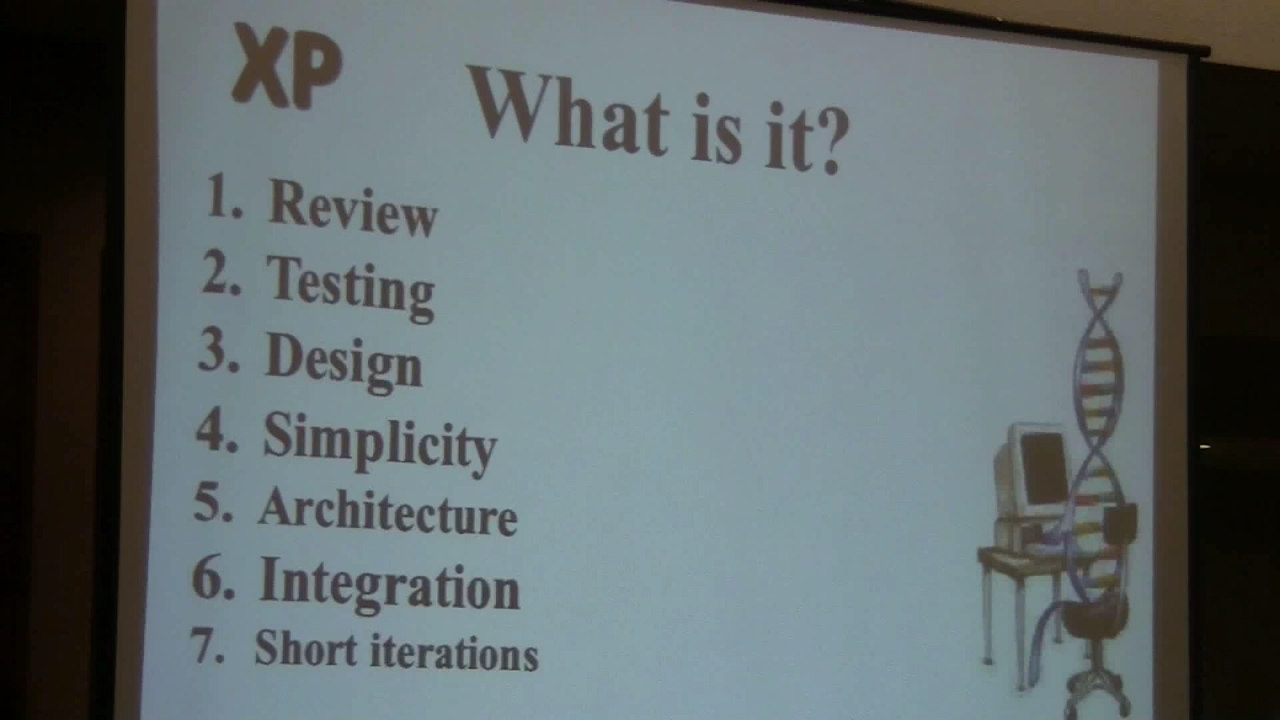 XP
What is it?
1. Review
2. Testing
3. Design
4. Simplicity
5. Architecture
6. Integration
7. Short iterations